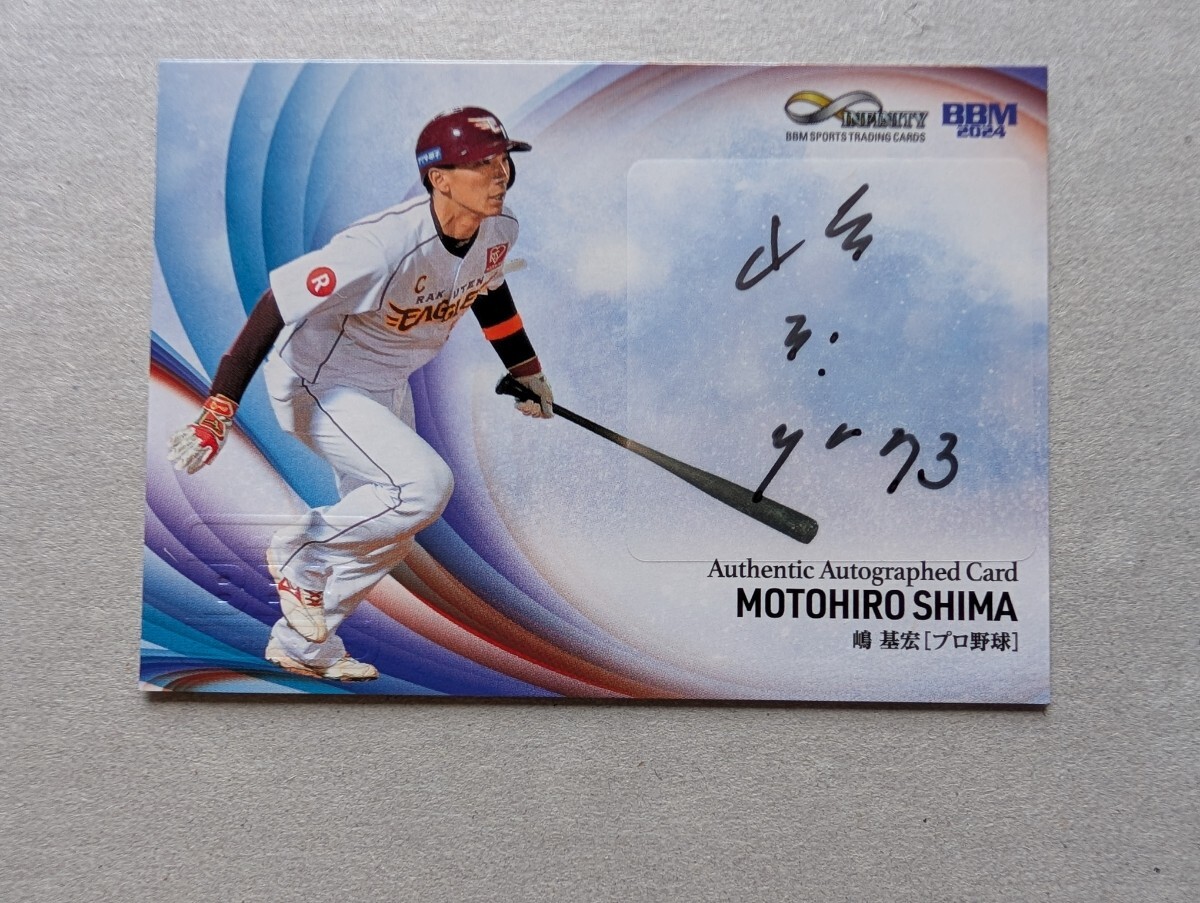 INFINITY
BBM SPORTS TRADING CARDS
BBM
2024
R
C
RAKUTEN
EAGLES
73
Authentic Autographed Card
MOTOHIRO SHIMA
嶋 基宏[プロ野球]